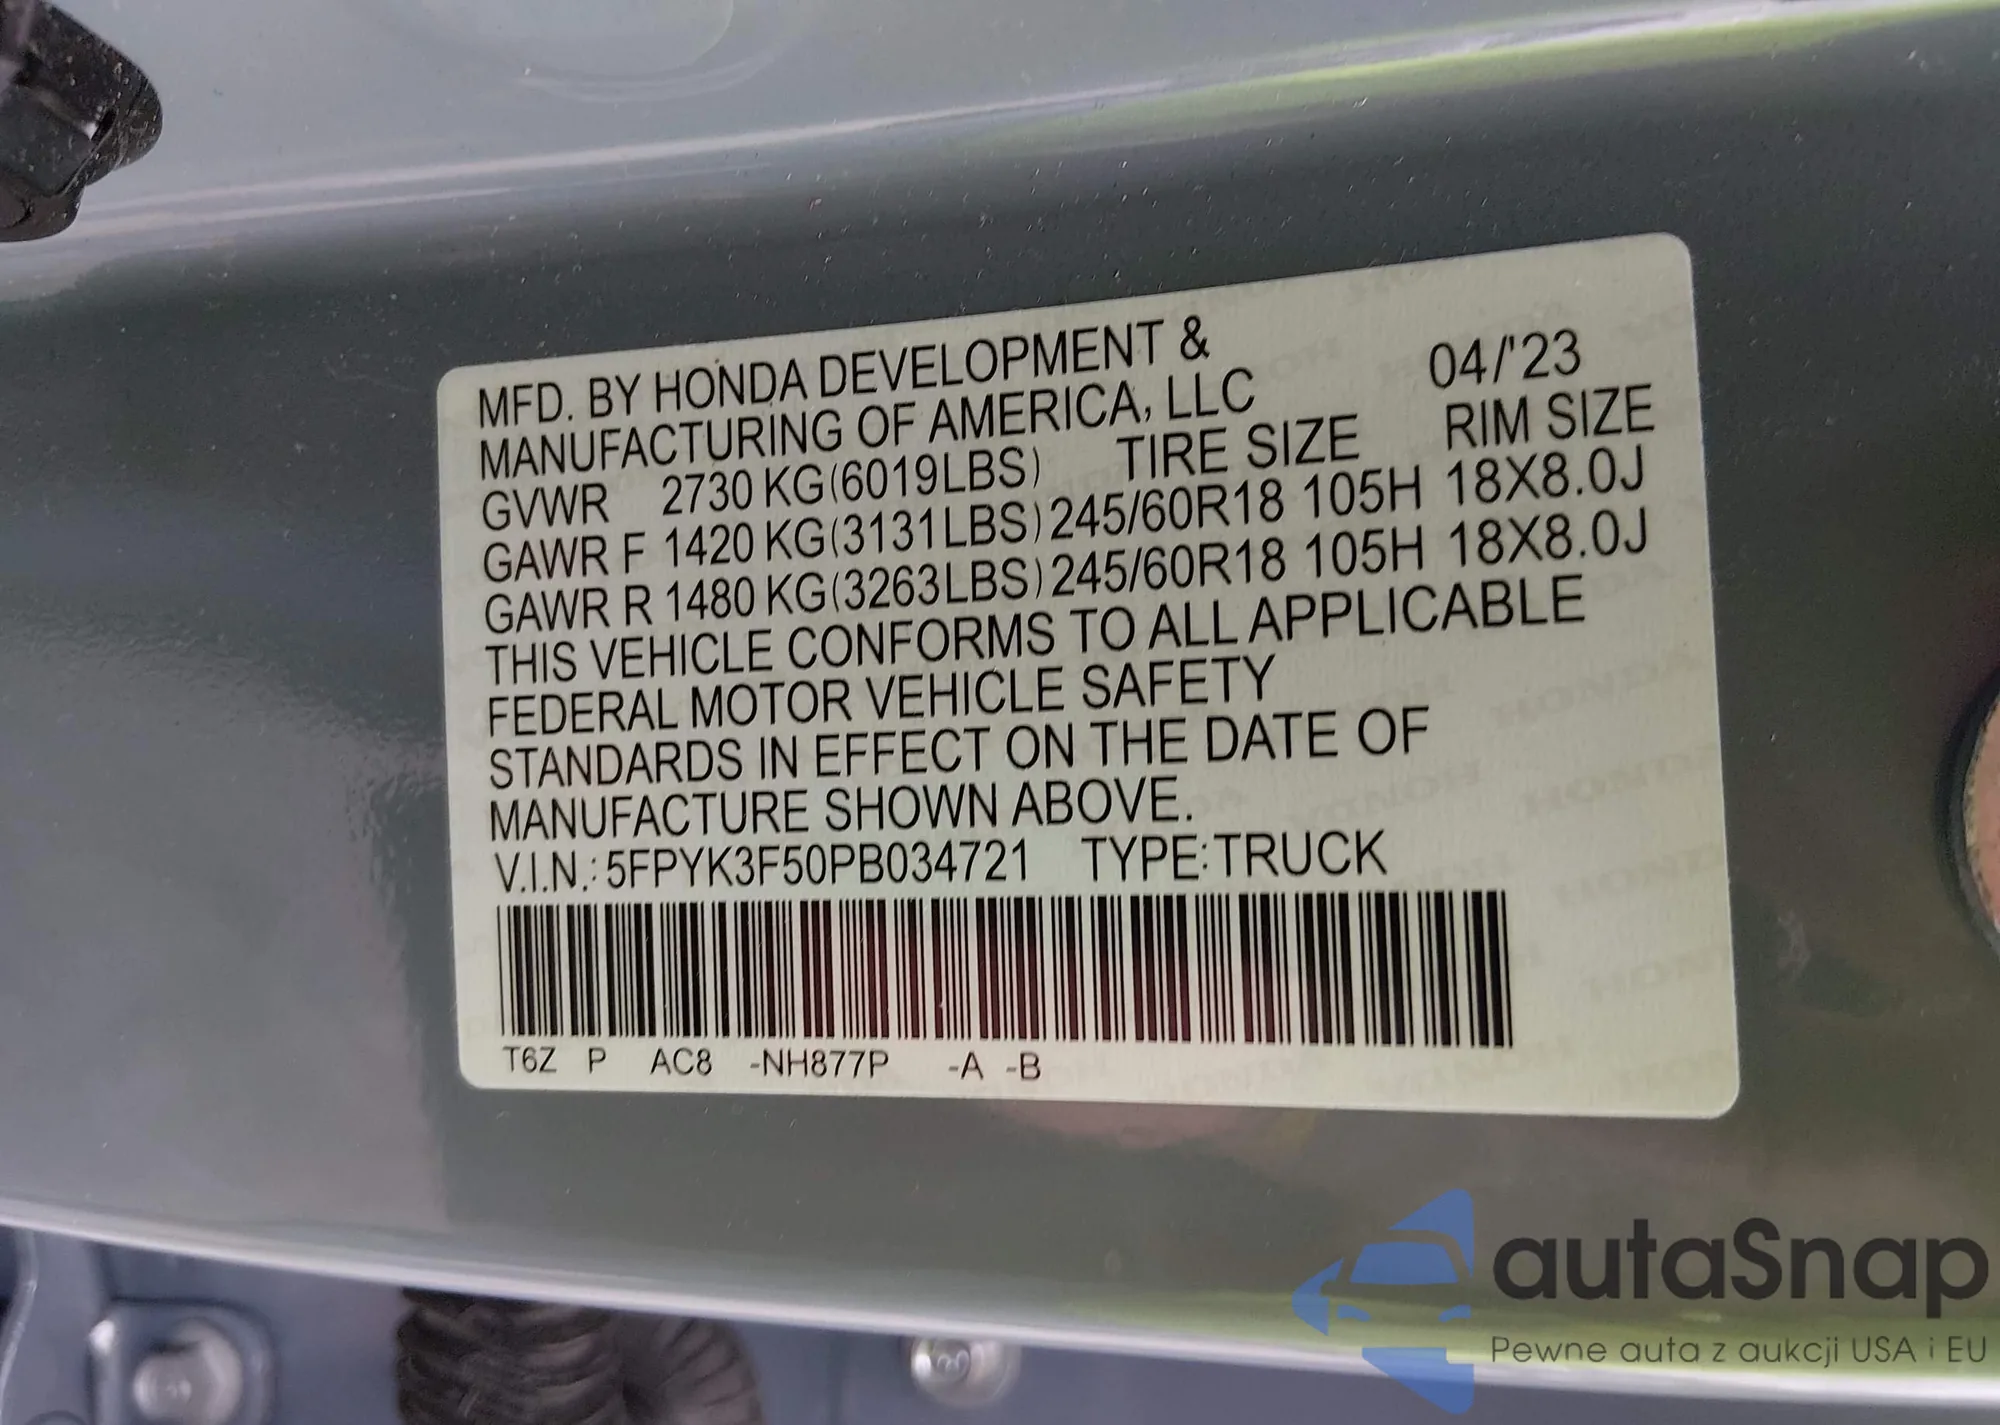 MFD. BY HONDA DEVELOPMENT & 04/'23
MANUFACTURING OF AMERICA, LLC
GVWR 2730 KG(6019LBS) TIRE SIZE RIM SIZE
GAWR F 1420 KG(3131LBS) 245/60R18 105H 18X8.0J
GAWR R 1480 KG(3263LBS) 245/60R18 105H 18X8.0J
THIS VEHICLE CONFORMS TO ALL APPLICABLE
FEDERAL MOTOR VEHICLE SAFETY
STANDARDS IN EFFECT ON THE DATE OF
MANUFACTURE SHOWN ABOVE.
V.I.N.: 5FPYK3F50PB034721 TYPE: TRUCK
T6Z P AC8 -NH877P -A -B
autaSnap
Pewne auta z aukcji USA i EU